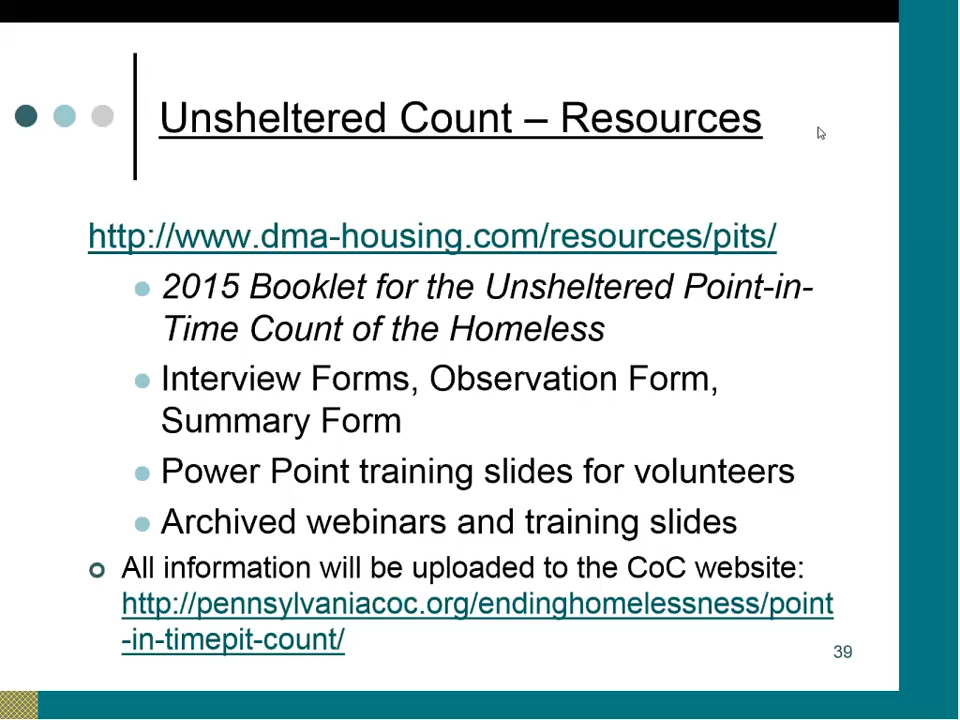 Unsheltered Count – Resources
http://www.dma-housing.com/resources/pits/
2015 Booklet for the Unsheltered Point-in-
Time Count of the Homeless
Interview Forms, Observation Form,
Summary Form
Power Point training slides for volunteers
Archived webinars and training slides
All information will be uploaded to the CoC website:
http://pennsylvaniacoc.org/endinghomelessness/point
-in-timepit-count/
39